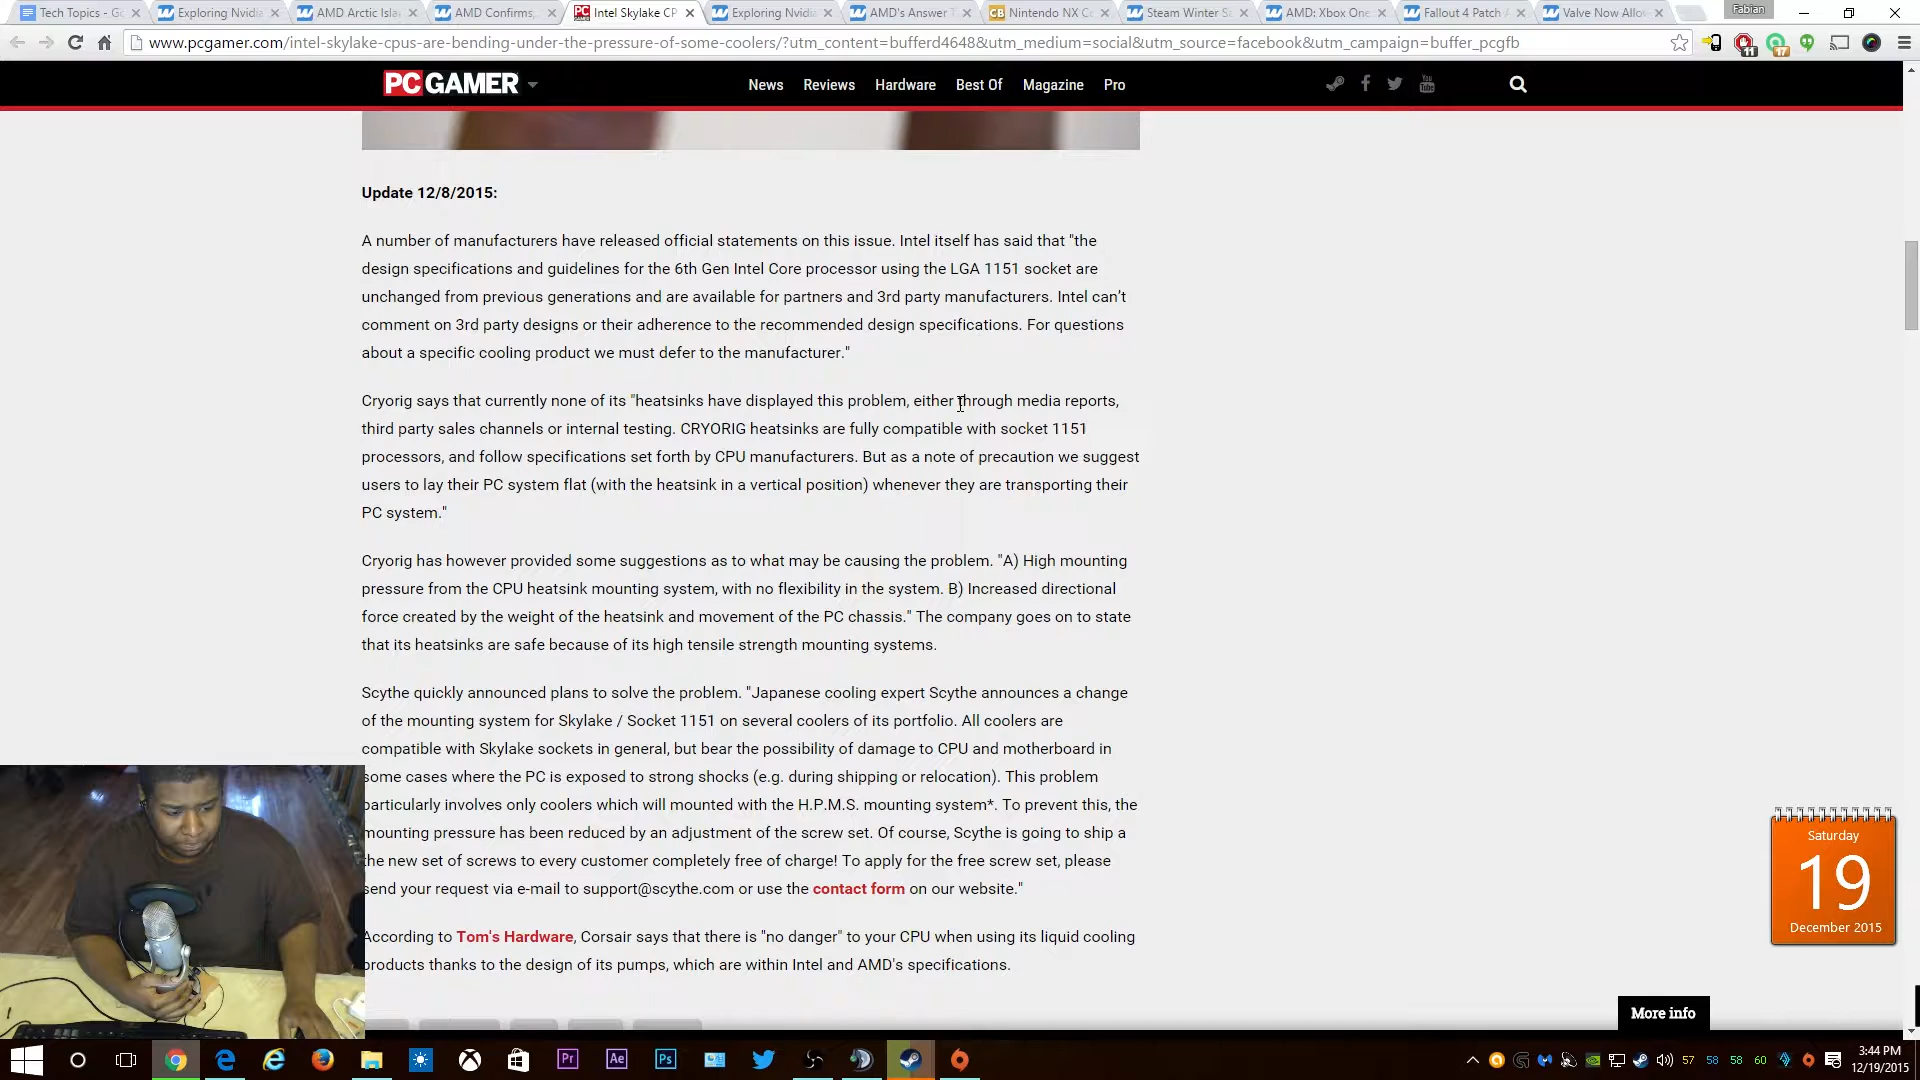 Tech Topics - Go
Exploring Nvidia
AMD Arctic Isla
AMD Confirms,
Intel Skylake CP
Exploring Nvidia
AMD's Answer T
Nintendo NX Co
Steam Winter Sa
AMD: Xbox One
Fallout 4 Patch
Valve Now Allow
Fabian
www.pcgamer.com/intel-skylake-cpus-are-bending-under-the-pressure-of-some-coolers/?utm_content=bufferd4648&utm_medium=social&utm_source=facebook&utm_campaign=buffer_pcgfb
11
17
PC GAMER
News
Reviews
Hardware
Best Of
Magazine
Pro
You Tube
Update 12/8/2015:
A number of manufacturers have released official statements on this issue. Intel itself has said that "the
design specifications and guidelines for the 6th Gen Intel Core processor using the LGA 1151 socket are
unchanged from previous generations and are available for partners and 3rd party manufacturers. Intel can't
comment on 3rd party designs or their adherence to the recommended design specifications. For questions
about a specific cooling product we must defer to the manufacturer."
Cryorig says that currently none of its "heatsinks have displayed this problem, either through media reports,
third party sales channels or internal testing. CRYORIG heatsinks are fully compatible with socket 1151
processors, and follow specifications set forth by CPU manufacturers. But as a note of precaution we suggest
users to lay their PC system flat (with the heatsink in a vertical position) whenever they are transporting their
PC system."
Cryorig has however provided some suggestions as to what may be causing the problem. "A) High mounting
pressure from the CPU heatsink mounting system, with no flexibility in the system. B) Increased directional
force created by the weight of the heatsink and movement of the PC chassis." The company goes on to state
that its heatsinks are safe because of its high tensile strength mounting systems.
Scythe quickly announced plans to solve the problem. "Japanese cooling expert Scythe announces a change
of the mounting system for Skylake / Socket 1151 on several coolers of its portfolio. All coolers are
compatible with Skylake sockets in general, but bear the possibility of damage to CPU and motherboard in
some cases where the PC is exposed to strong shocks (e.g. during shipping or relocation). This problem
particularly involves only coolers which will mounted with the H.P.M.S. mounting system*. To prevent this, the
mounting pressure has been reduced by an adjustment of the screw set. Of course, Scythe is going to ship a
the new set of screws to every customer completely free of charge! To apply for the free screw set, please
send your request via e-mail to support@scythe.com or use the contact form on our website."
According to Tom's Hardware, Corsair says that there is "no danger" to your CPU when using its liquid cooling
products thanks to the design of its pumps, which are within Intel and AMD's specifications.
Saturday
19
December 2015
More info
Pr
Ae
Ps
57
58
58
60
3:44 PM
12/19/2015